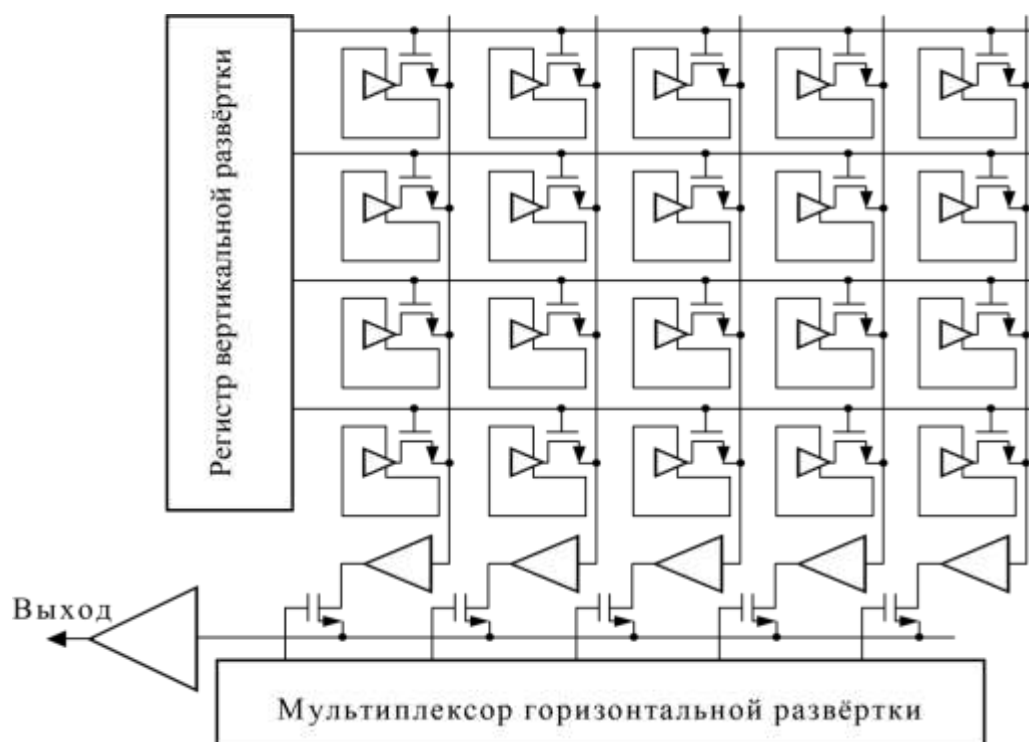 Регистр вертикальной развёртки
Выход
Мультиплексор горизонтальной развёртки